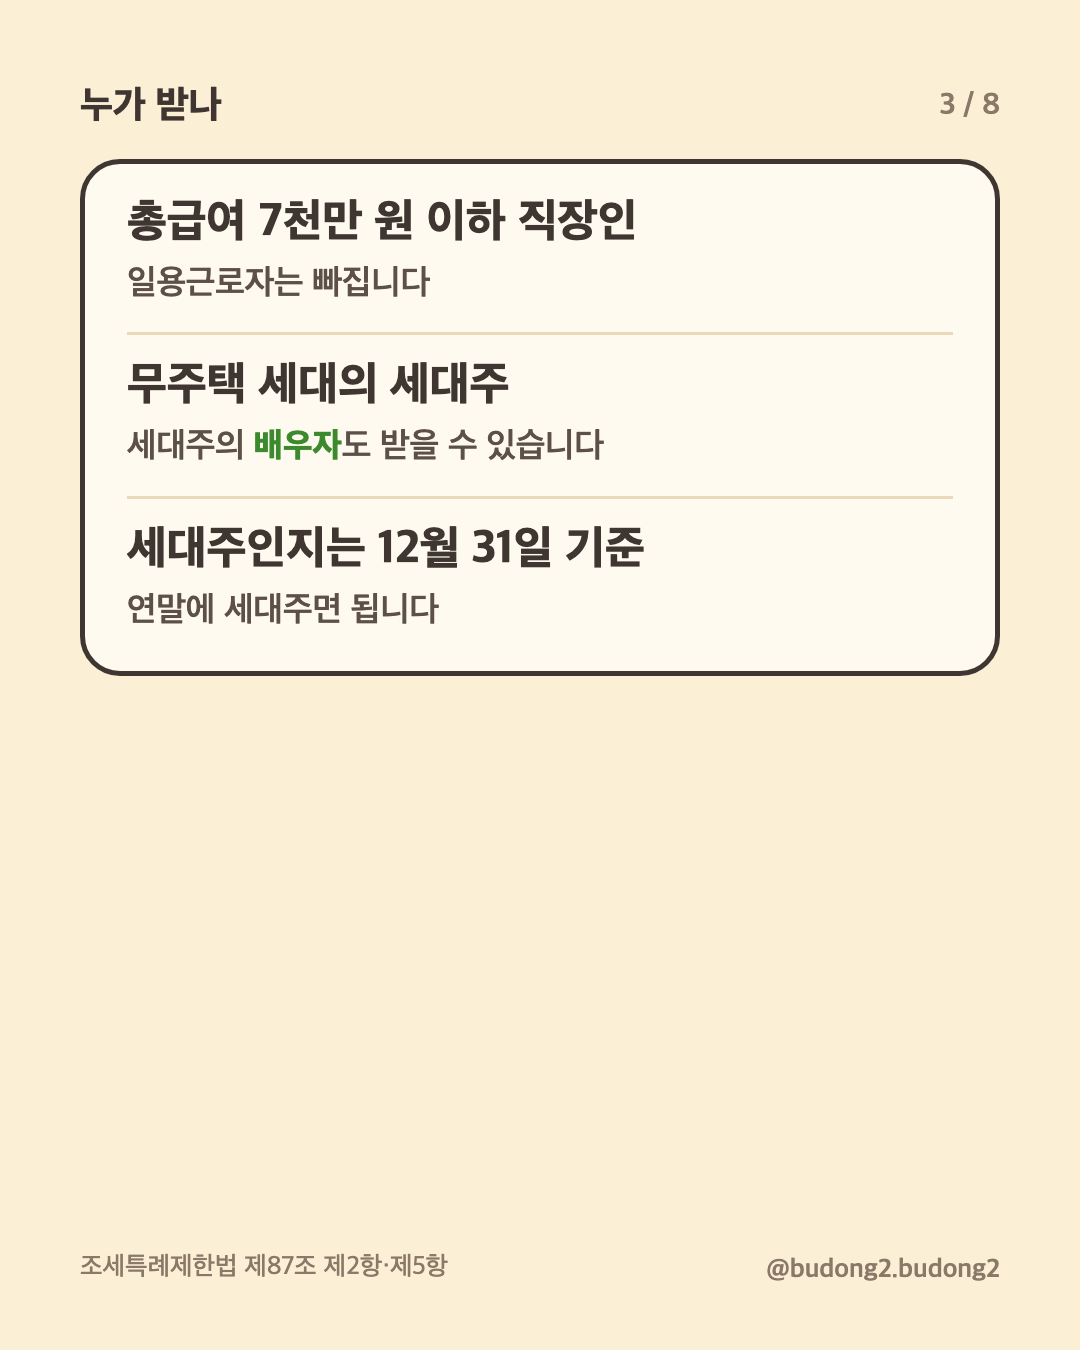 누가 받나
3 / 8
총급여 7천만 원 이하 직장인
일용근로자는 빠집니다
무주택 세대의 세대주
세대주의 배우자도 받을 수 있습니다
세대주인지는 12월 31일 기준
연말에 세대주면 됩니다
조세특례제한법 제87조 제2항·제5항
@budong2.budong2